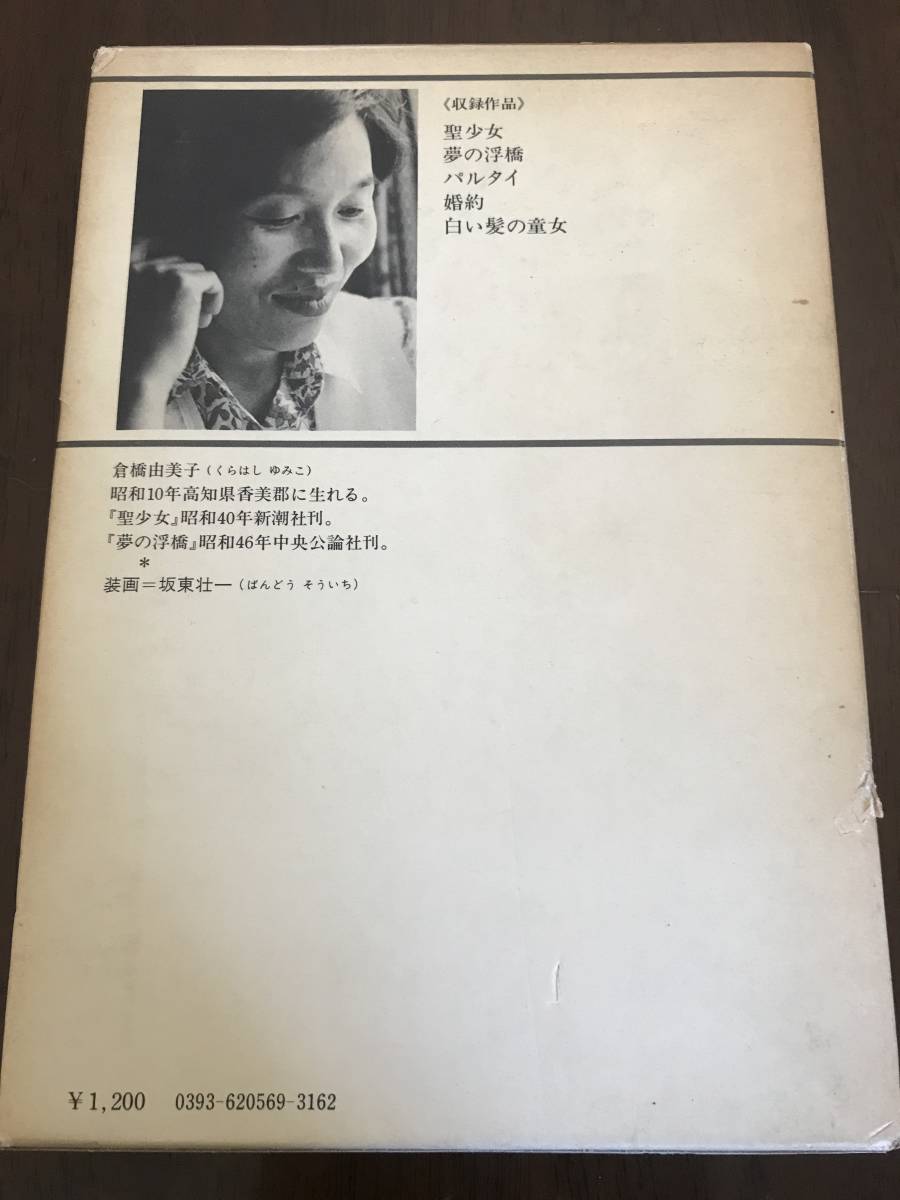 《収録作品》
聖少女
夢の浮橋
パルタイ
婚約
白い髪の童女
倉橋由美子(くらはし ゆみこ)
昭和10年高知県香美郡に生れる。
『聖少女』昭和40年新潮社刊。
『夢の浮橋』昭和46年中央公論社刊。
*
装画=坂東壮一(ばんどう そういち)
¥1,200 0393-620569-3162